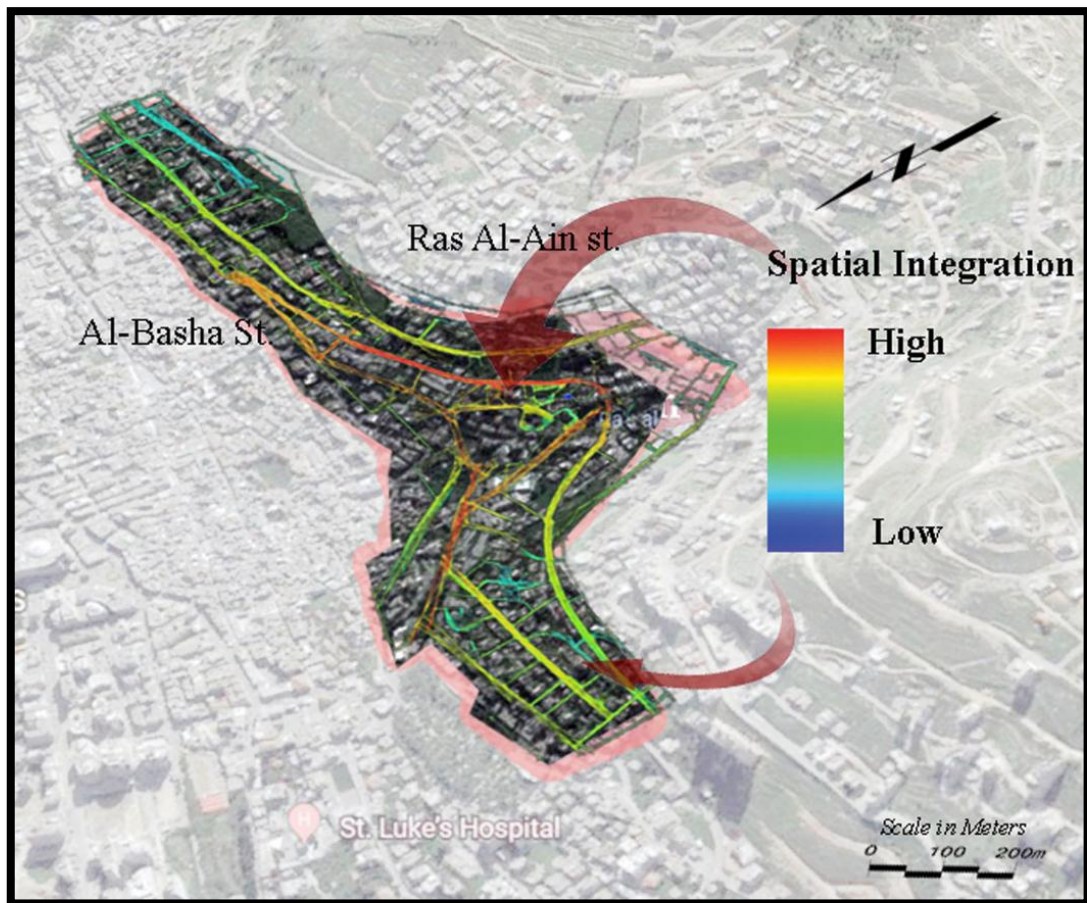 Ras Al-Ain st.
Spatial Integration
Al-Basha St.
High
Low
St. Luke's Hospital
H
Scale in Meters
0 100 200m